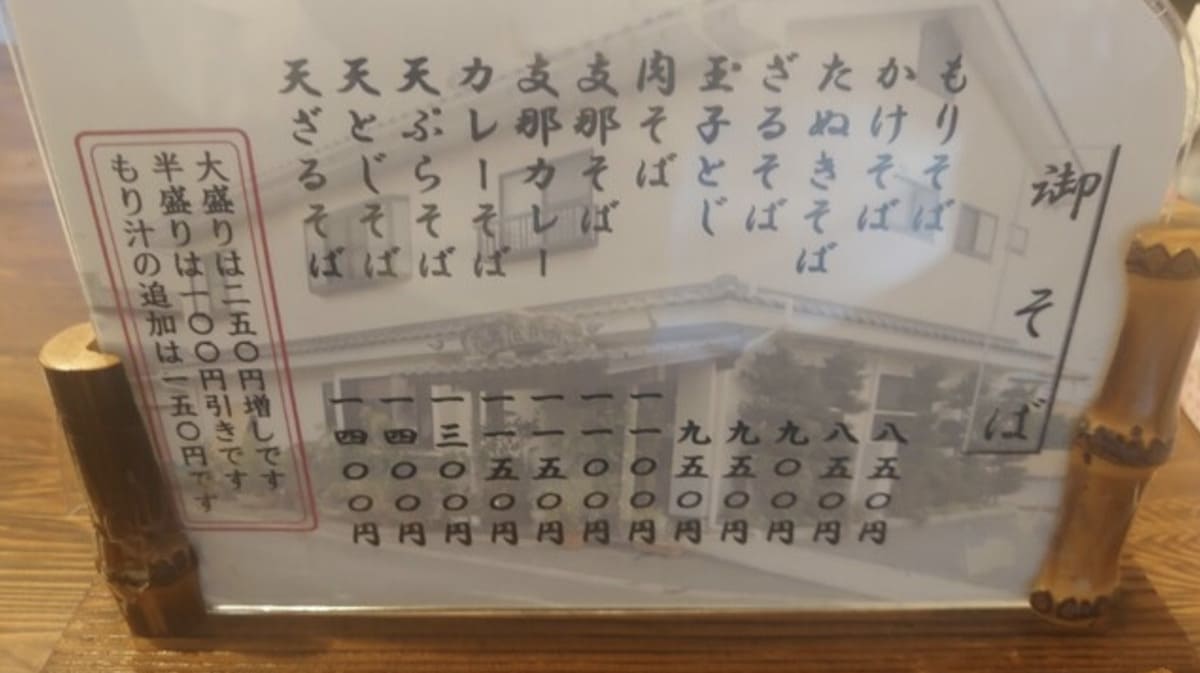 御そば
もりそば 八五〇円
かけそば 八五〇円
たぬきそば 九〇〇円
ざるそば 九五〇円
玉子とじ 九五〇円
肉そば 一一〇〇円
支那そば 一一〇〇円
支那カレー 一一五〇円
カレーそば 一一五〇円
天ぷらそば 一三〇〇円
天とじそば 一四〇〇円
天ざるそば 一四〇〇円
大盛りは二五〇円増しです
半盛りは一〇〇円引きです
もり汁の追加は一五〇円です